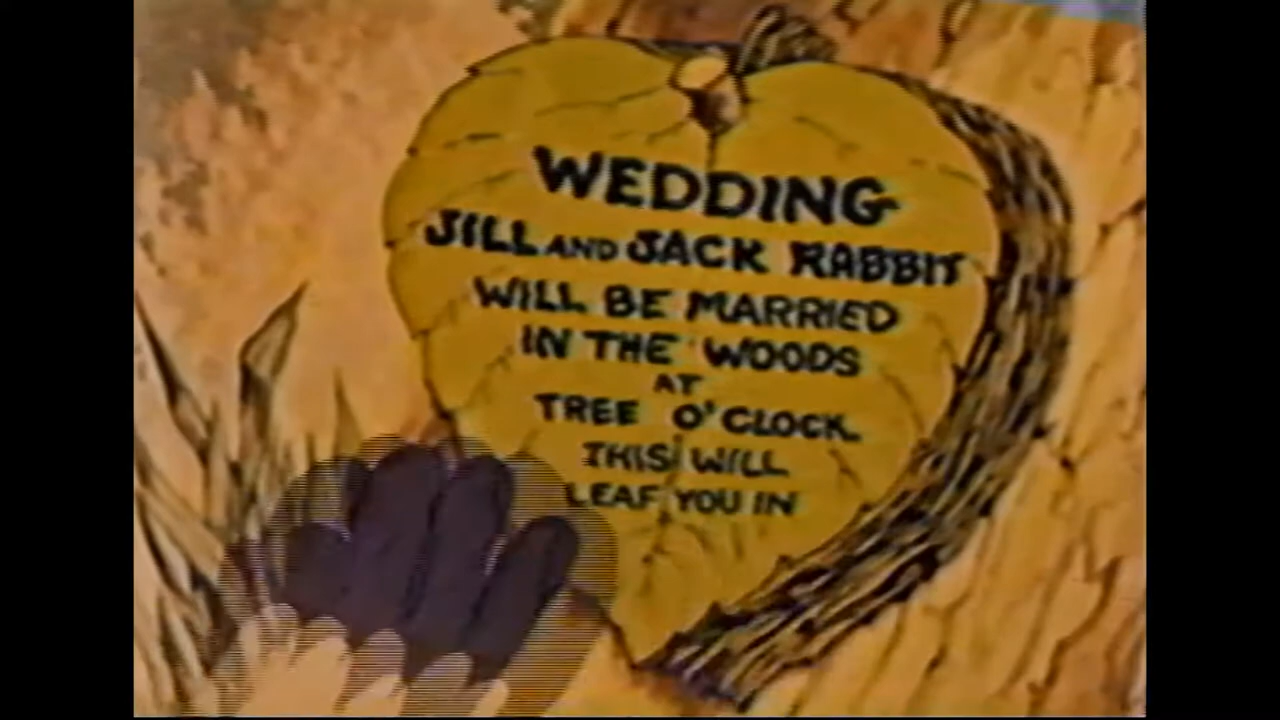 WEDDING
JILL AND JACK RABBIT
WILL BE MARRIED
IN THE WOODS
AT
TREE O'CLOCK
THIS WILL
LEAF YOU IN